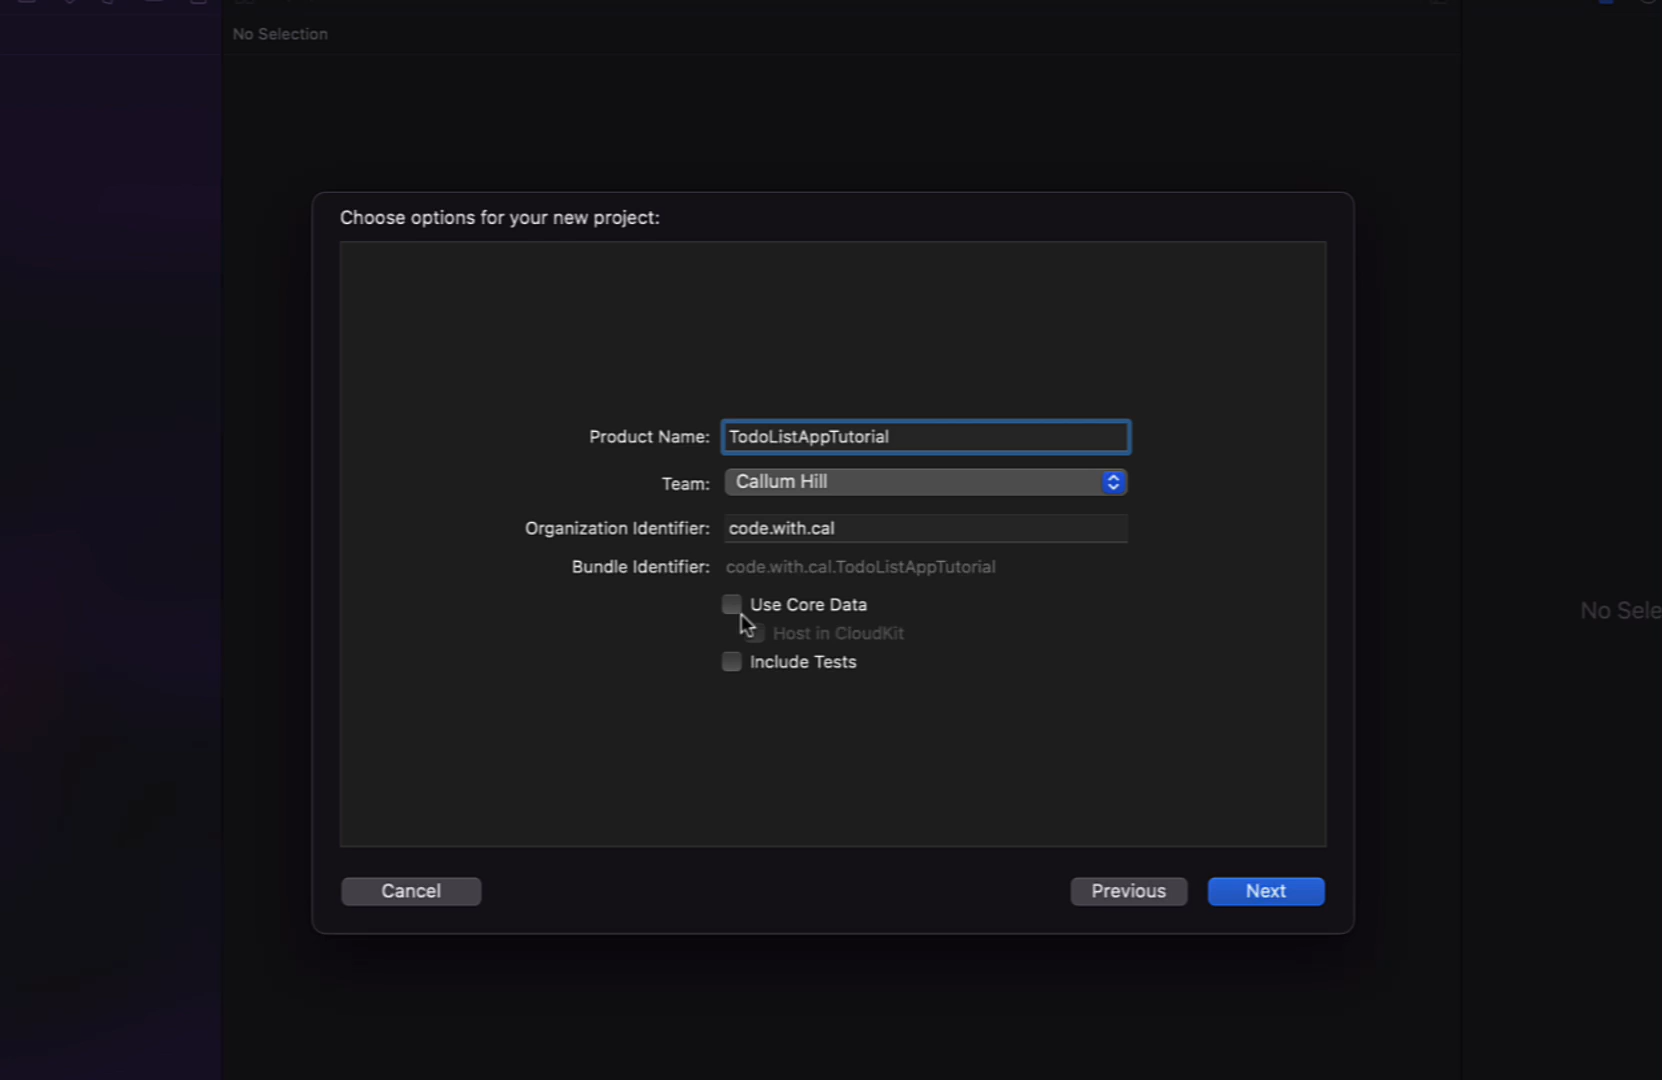 No Selection
Choose options for your new project:
Product Name: TodoListAppTutorial
Team: Callum Hill
Organization Identifier: code.with.cal
Bundle Identifier: code.with.cal.TodoListAppTutorial
Use Core Data
Host in CloudKit
Include Tests
No Sele
Cancel Previous Next